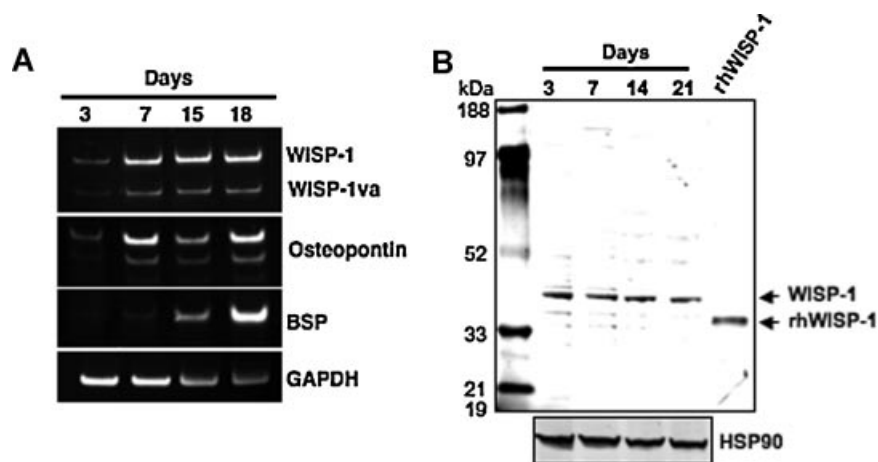 A
Days
3 7 15 18
WISP-1
WISP-1va
Osteopontin
BSP
GAPDH
B
Days
rhWISP-1
kDa 3 7 14 21
188
97
52
33
21
19
WISP-1
rhWISP-1
HSP90